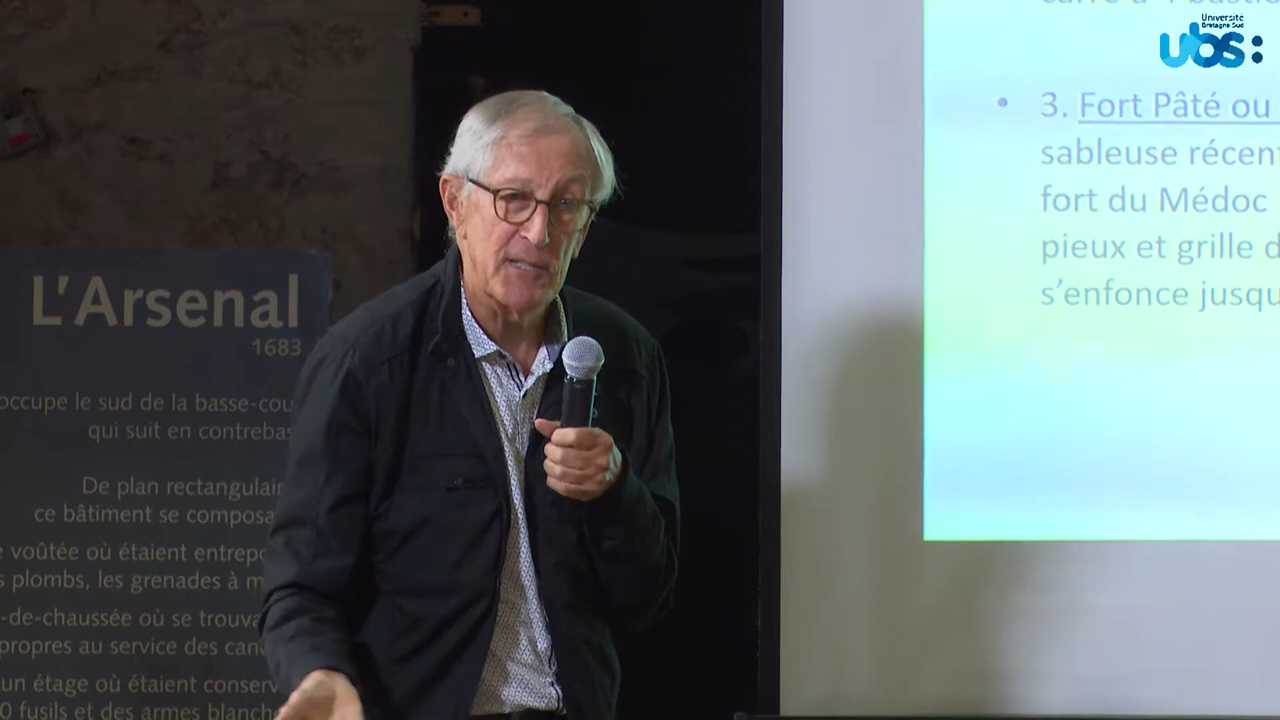 L'Arsenal
1683
occupe le sud de la basse-cou
qui suit en contrebas
De plan rectangulair
ce bâtiment se composa
voûtée où étaient entrepo
plombs, les grenades à m
-de-chaussée où se trouva
propres au service des can
un étage où étaient conserv
0 fusils et des armes blanche
Université
Bretagne Sud
ubs:
• 3. Fort Pâté ou
sableuse récent
fort du Médoc
pieux et grille d
s'enfonce jusqu